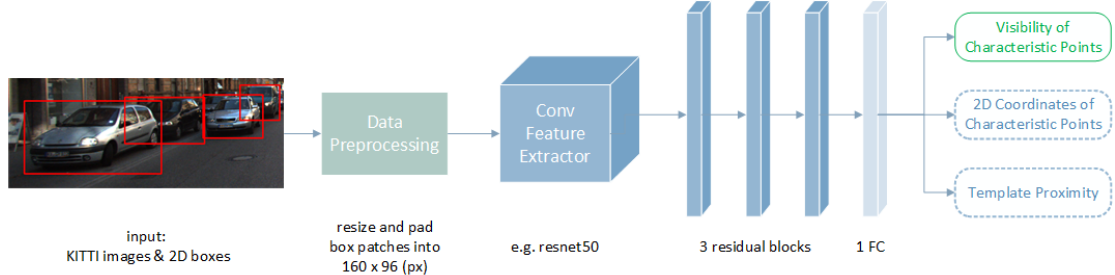 Data
Preprocessing
Conv
Feature
Extractor
Visibility of
Characteristic Points
2D Coordinates of
Characteristic Points
Template Proximity
input:
KITTI images & 2D boxes
resize and pad
box patches into
160 x 96 (px)
e.g. resnet50
3 residual blocks
1 FC